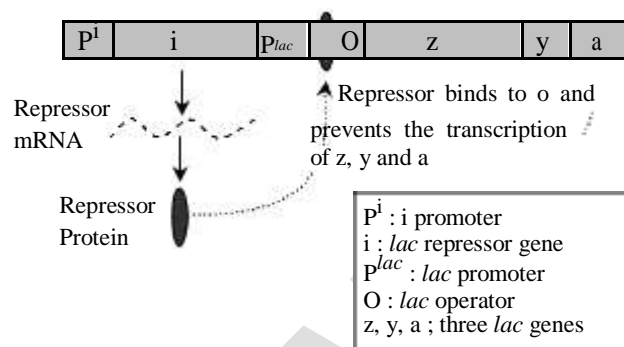 P^i i P_lac O z y a
Repressor
mRNA
Repressor binds to o and
prevents the transcription
of z, y and a
Repressor
Protein
P^i : i promoter
i : lac repressor gene
P^lac : lac promoter
O : lac operator
z, y, a ; three lac genes